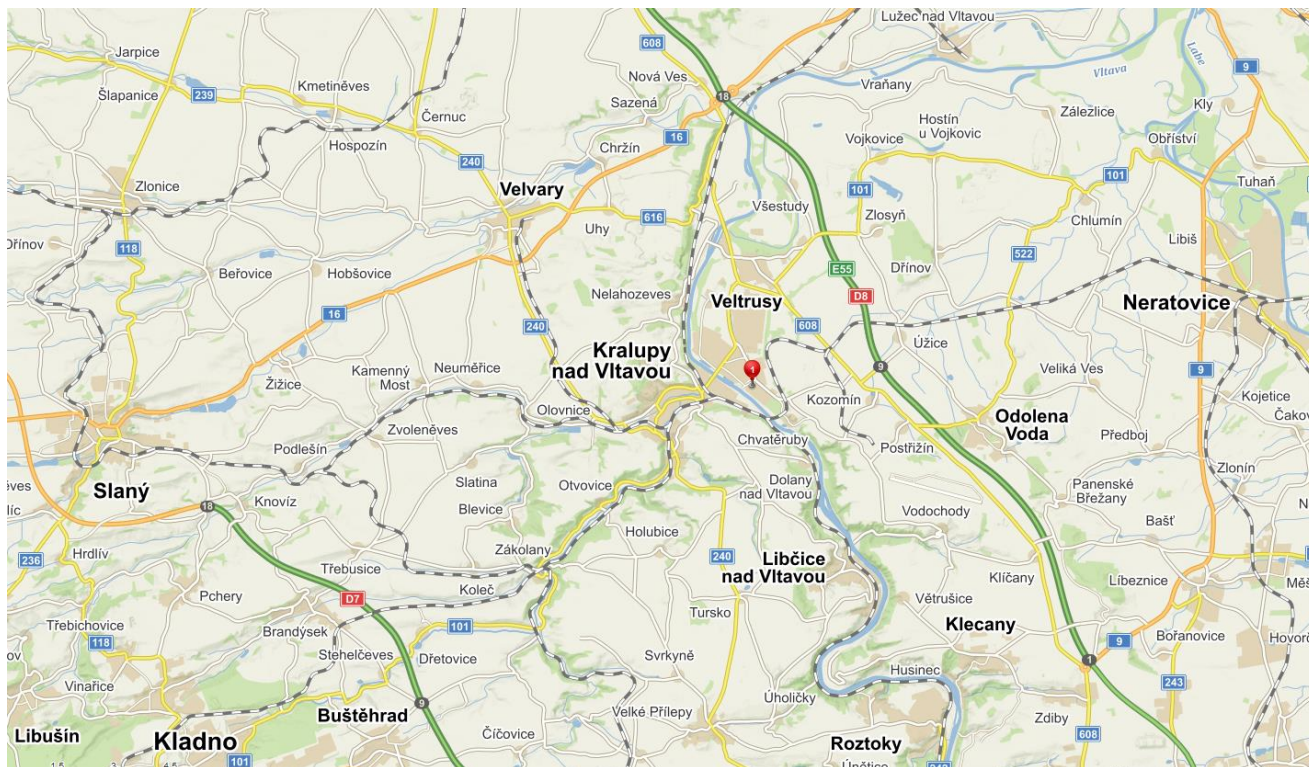 Lužec nad Vltavou
608
Labe
Jarpice
Vltava
9
Nová Ves
Kmetiněves
Vraňany
Šlapanice
239
18
Kly
Sazená
Zálezlice
Černuc
Hostín
u Vojkovic
16
Vojkovice
Obříství
Hospozín
Chržín
240
101
Zlonice
Velvary
101
Tuhaň
Všestudy
616
Zlosyň
Chlumín
Uhy
118
Dřínov
522
Libiš
Beřovice
Hobšovice
E55
Dřínov
Nelahozeves
Veltrusy
D8
Neratovice
16
240
608
Kralupy
nad Vltavou
Úžice
Neuměřice
Kamenný
Most
1
9
Veliká Ves
9
Žižice
Kozomín
Kojetice
Olovnice
Odolena
Voda
Čakov
Zvoleněves
Předboj
Podlešín
Chvatěruby
Postřižín
Zlonín
Slaný
Slatina
Otvovice
Dolany
nad Vltavou
Panenské
Břežany
18
Knovíz
Blevice
Vodochody
Bašť
Holubice
Hrdlív
Zákolany
Libčice
nad Vltavou
236
240
Třebusice
Klíčany
Líbeznice
Koleč
Pchery
D7
Větrušice
Tursko
Třebichovice
101
Brandýsek
Klecany
9
Bořanovice
118
Stehelčeves
Dřetovice
Svrkyně
1
Husinec
Vinařice
Úholičky
243
9
Buštěhrad
Velké Přílepy
Zdiby
Libušín
Kladno
Číčovice
Roztoky
608
101
Únětice